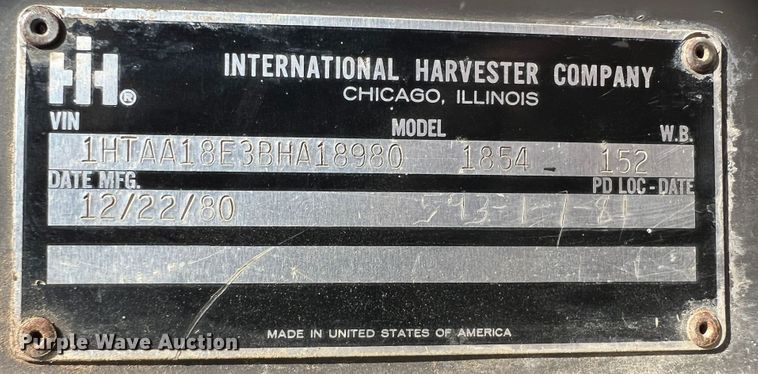 IH®
INTERNATIONAL HARVESTER COMPANY
CHICAGO, ILLINOIS
VIN MODEL W.B.
1HTAA18E3BHA18980 1854 152
DATE MFG. PD LOC-DATE
12/22/80
MADE IN UNITED STATES OF AMERICA
Purple Wave Auction